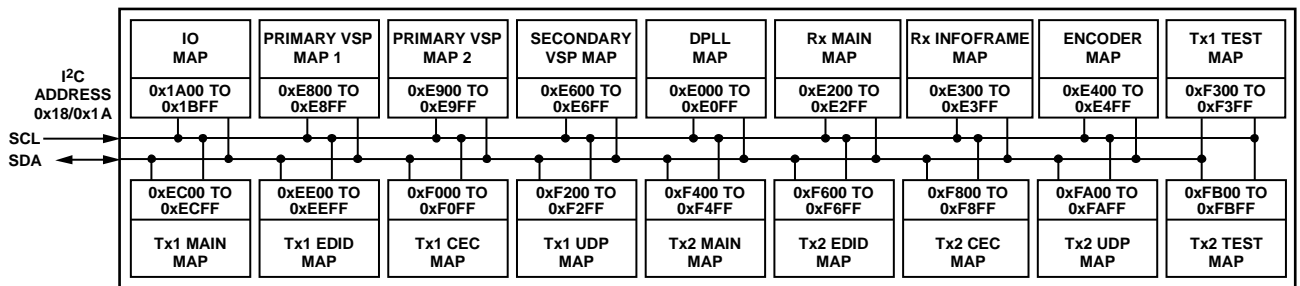 IO
MAP
PRIMARY VSP
MAP 1
PRIMARY VSP
MAP 2
SECONDARY
VSP MAP
DPLL
MAP
Rx MAIN
MAP
Rx INFOFRAME
MAP
ENCODER
MAP
Tx1 TEST
MAP
I2C
ADDRESS
0x18/0x1A
0x1A00 TO
0x1BFF
0xE800 TO
0xE8FF
0xE900 TO
0xE9FF
0xE600 TO
0xE6FF
0xE000 TO
0xE0FF
0xE200 TO
0xE2FF
0xE300 TO
0xE3FF
0xE400 TO
0xE4FF
0xF300 TO
0xF3FF
SCL
SDA
0xEC00 TO
0xECFF
0xEE00 TO
0xEEFF
0xF000 TO
0xF0FF
0xF200 TO
0xF2FF
0xF400 TO
0xF4FF
0xF600 TO
0xF6FF
0xF800 TO
0xF8FF
0xFA00 TO
0xFAFF
0xFB00 TO
0xFBFF
Tx1 MAIN
MAP
Tx1 EDID
MAP
Tx1 CEC
MAP
Tx1 UDP
MAP
Tx2 MAIN
MAP
Tx2 EDID
MAP
Tx2 CEC
MAP
Tx2 UDP
MAP
Tx2 TEST
MAP